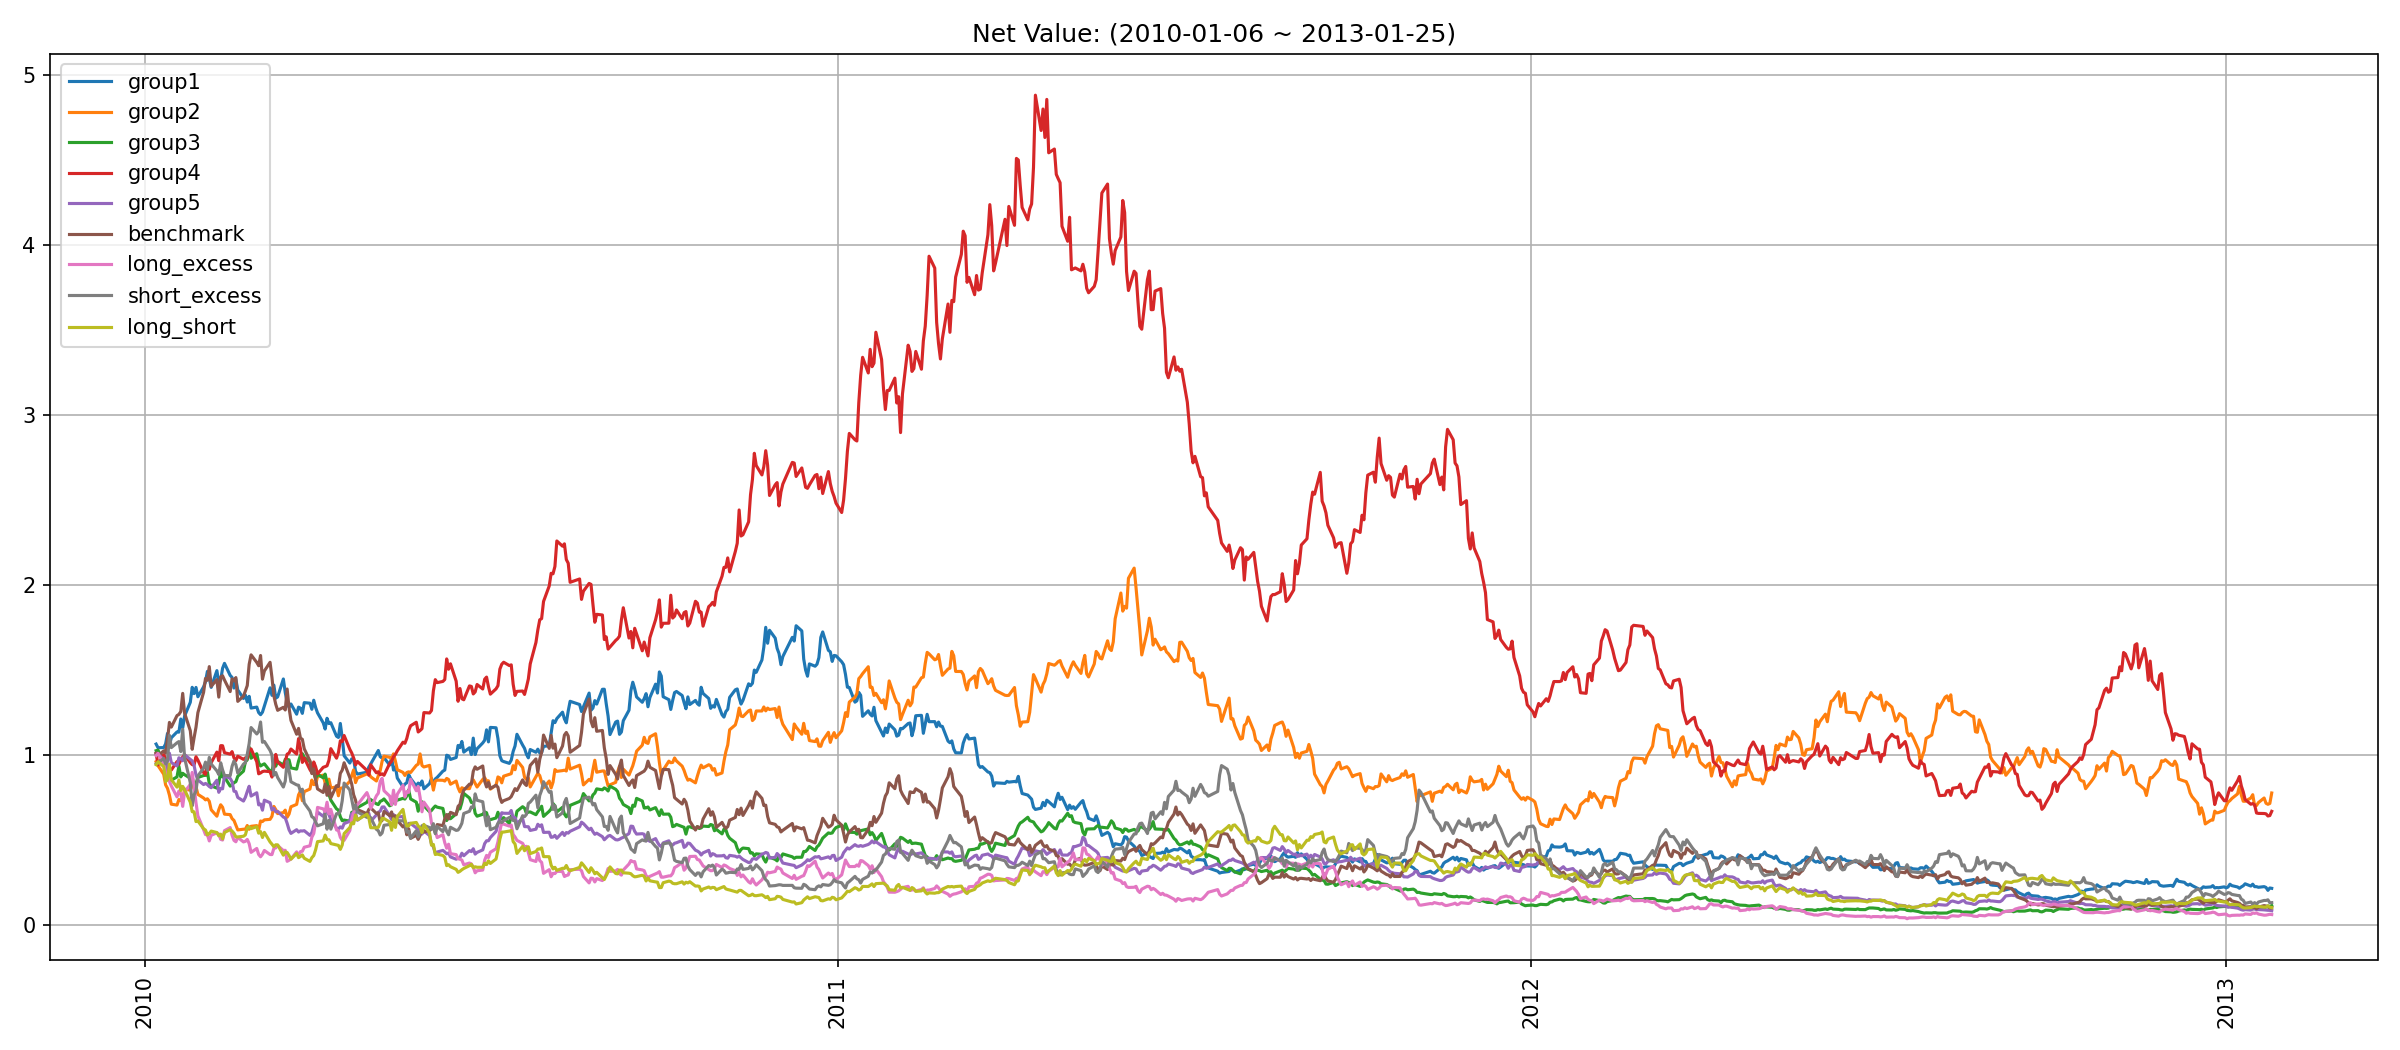 Net Value: (2010-01-06 ~ 2013-01-25)
5
4
3
2
1
0
group1
group2
group3
group4
group5
benchmark
long_excess
short_excess
long_short
2010
2011
2012
2013